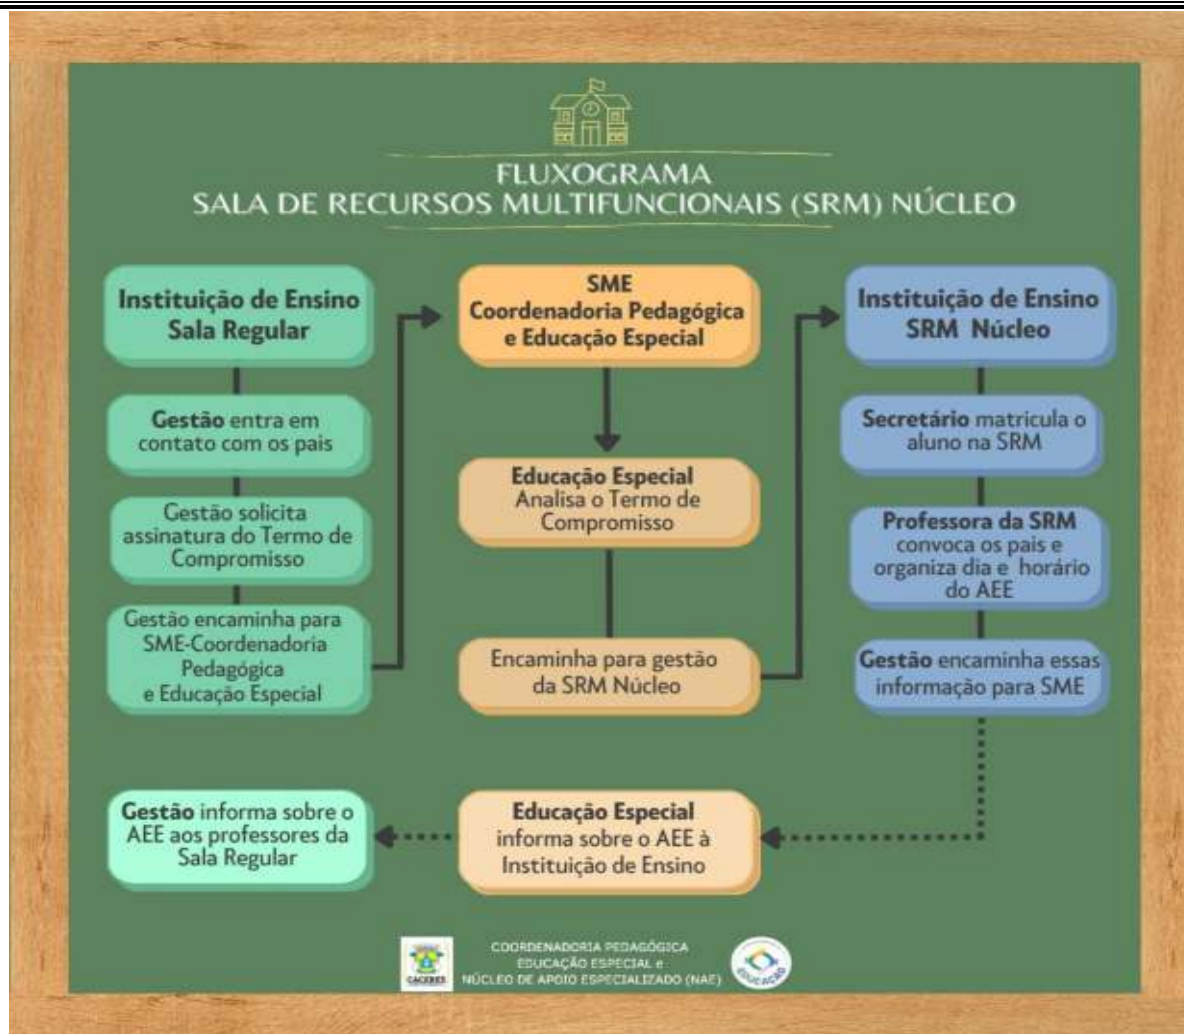 FLUXOGRAMA
SALA DE RECURSOS MULTIFUNCIONAIS (SRM) NÚCLEO
Instituição de Ensino
Sala Regular
Gestão entra em
contato com os pais
Gestão solicita
assinatura do Termo de
Compromisso
Gestão encaminha para
SME-Coordenadoria
Pedagógica
e Educação Especial
SME
Coordenadoria Pedagógica
e Educação Especial
Educação Especial
Analisa o Termo de
Compromisso
Encaminha para gestão
da SRM Núcleo
Instituição de Ensino
SRM Núcleo
Secretário matricula o
aluno na SRM
Professora da SRM
convoca os pais e
organiza dia e horário
do AEE
Gestão encaminha essas
informação para SME
Educação Especial
informa sobre o AEE à
Instituição de Ensino
Gestão informa sobre o
AEE aos professores da
Sala Regular
CÁCERES
COORDENADORIA PEDAGÓGICA
EDUCAÇÃO ESPECIAL e
NÚCLEO DE APOIO ESPECIALIZADO (NAE)
EDUCAÇÃO